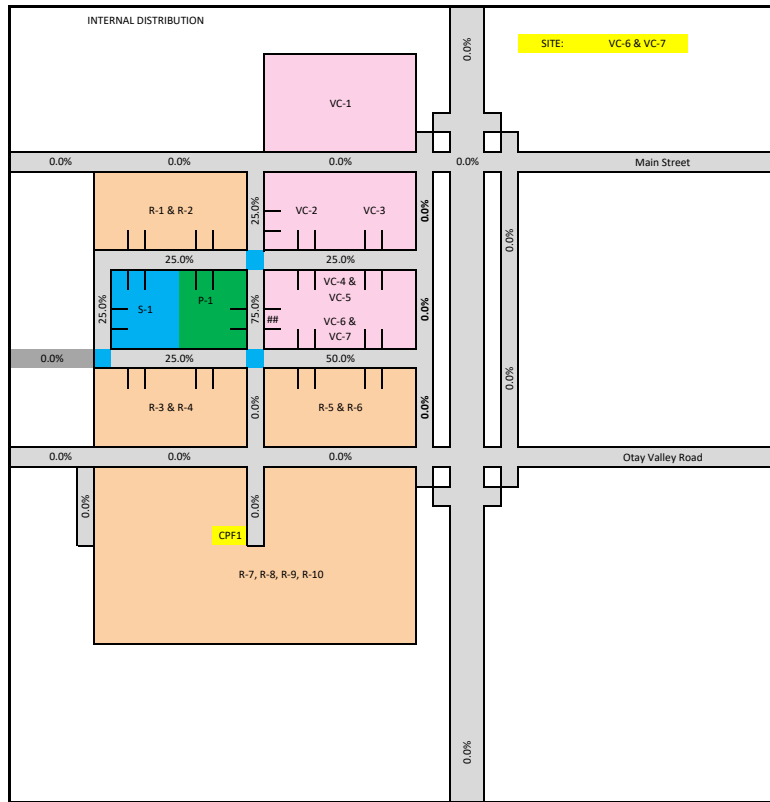 INTERNAL DISTRIBUTION
0.0%
SITE: VC-6 & VC-7
VC-1
0.0% 0.0% 0.0% 0.0% Main Street
25.0%
R-1 & R-2
VC-2 VC-3
0.0%
0.0%
25.0% 25.0%
25.0%
S-1
P-1
75.0%
##
VC-4 &
VC-5
VC-6 &
VC-7
0.0%
0.0% 25.0% 50.0%
R-3 & R-4
0.0%
R-5 & R-6
0.0%
0.0%
0.0% 0.0% 0.0% Otay Valley Road
0.0%
0.0%
CPF1
R-7, R-8, R-9, R-10
0.0%